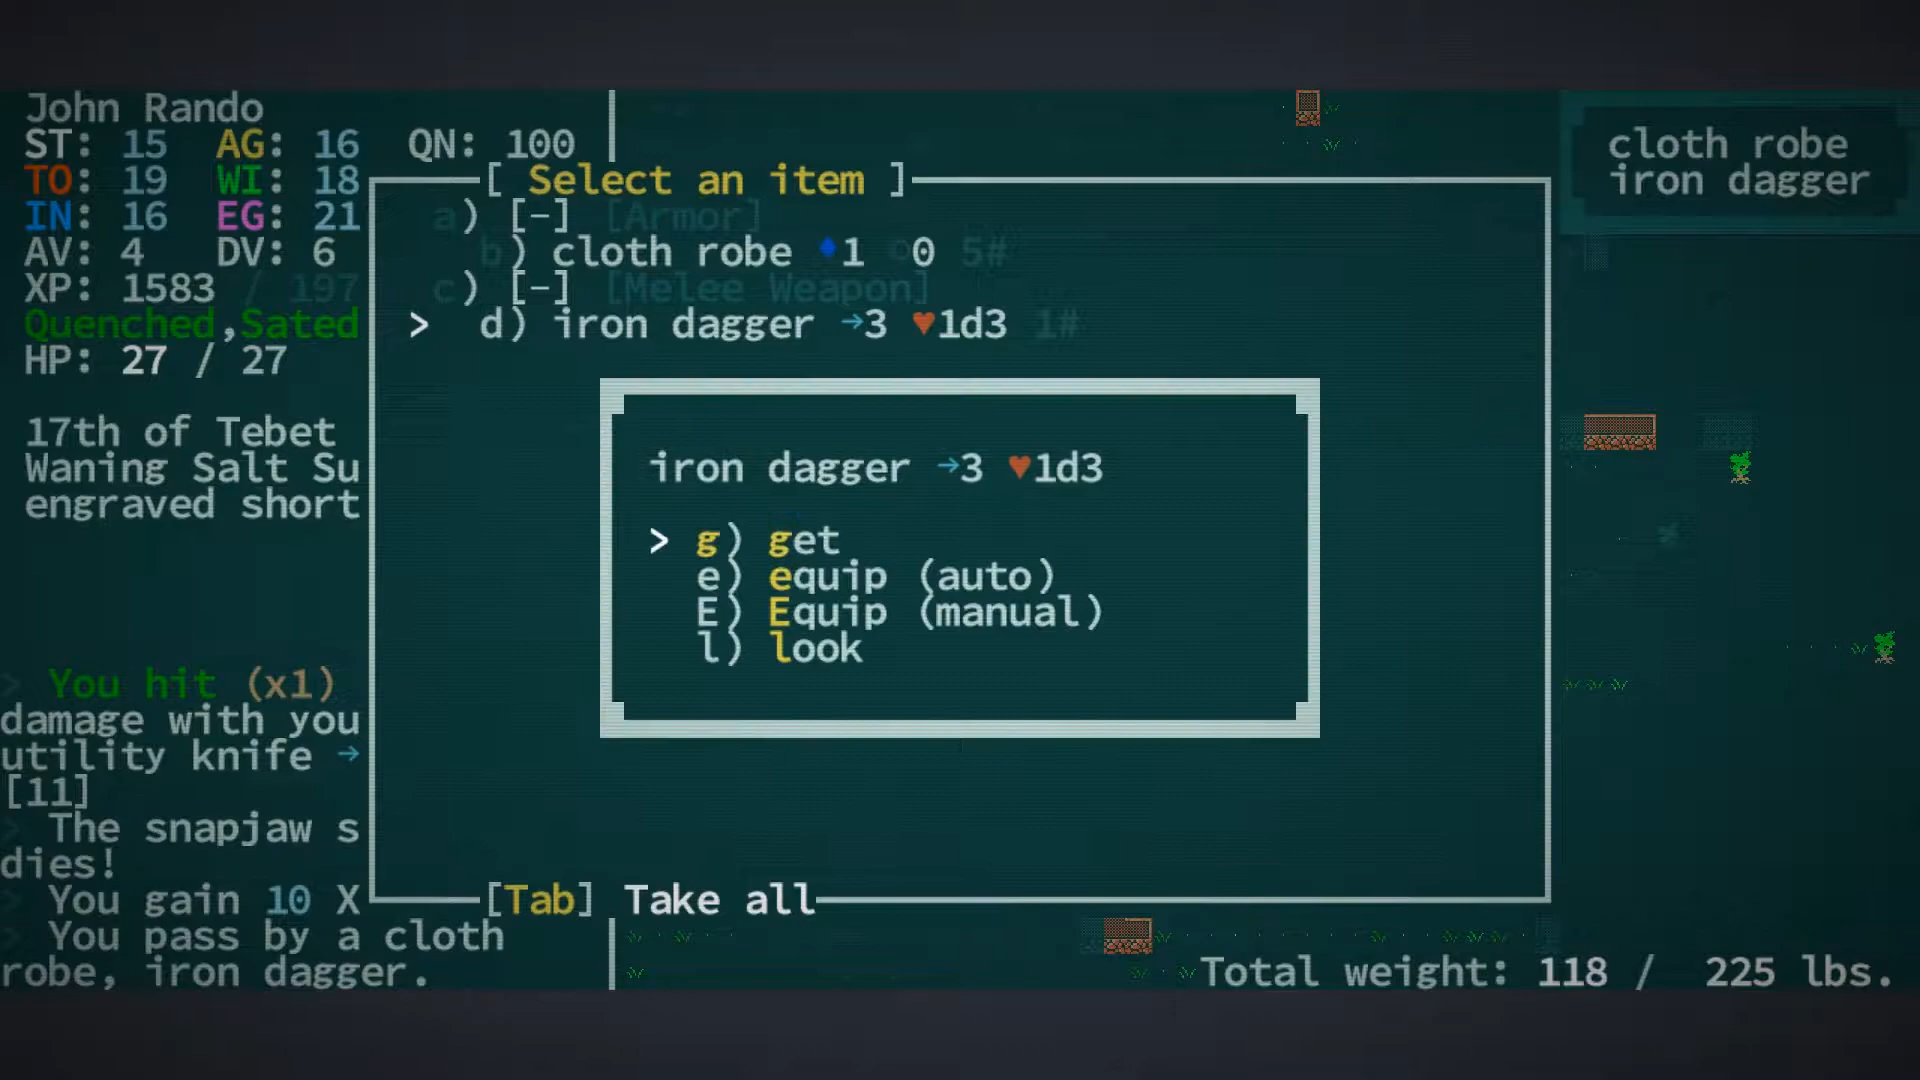 John Rando
ST: 15 AG: 16 QN: 100
TO: 19 WI: 18
IN: 16 EG: 21
AV: 4 DV: 6
XP: 1583 / 197
Quenched,Sated
HP: 27 / 27
17th of Tebet
Waning Salt Su
engraved short
> You hit (x1)
damage with you
utility knife →
[11]
> The snapjaw s
dies!
> You gain 10 X
> You pass by a cloth
robe, iron dagger.
[ Select an item ]
a) [-] [Armor]
b) cloth robe ♦1 ○0 5#
c) [-] [Melee Weapon]
> d) iron dagger →3 ♥1d3 1#
iron dagger →3 ♥1d3
> g) get
e) equip (auto)
E) Equip (manual)
l) look
[Tab] Take all
cloth robe
iron dagger
Total weight: 118 / 225 lbs.